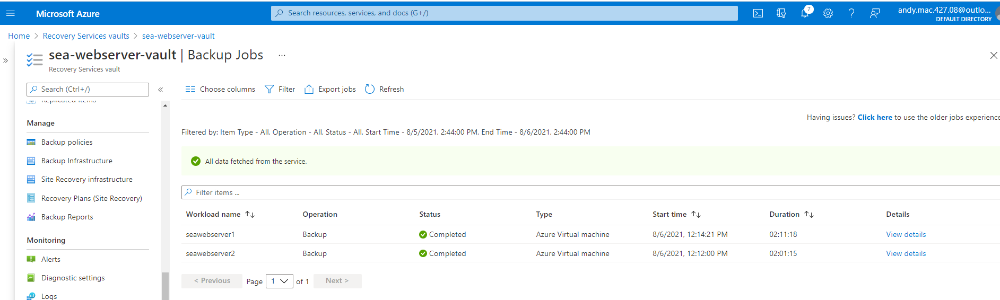 Microsoft Azure
Search resources, services, and docs (G+/)
7
andy.mac.427.08@outlo...
DEFAULT DIRECTORY
Home > Recovery Services vaults > sea-webserver-vault
sea-webserver-vault | Backup Jobs ...
Recovery Services vault
Search (Ctrl+/)
Choose columns Filter Export jobs Refresh
Replicated items
Manage
Backup policies
Backup Infrastructure
Site Recovery infrastructure
Recovery Plans (Site Recovery)
Backup Reports
Monitoring
Alerts
Diagnostic settings
Logs
Having issues? Click here to use the older jobs experience
Filtered by: Item Type - All, Operation - All, Status - All, Start Time - 8/5/2021, 2:44:00 PM, End Time - 8/6/2021, 2:44:00 PM
All data fetched from the service.
Filter items ...
Workload name Operation Status Type Start time Duration Details
seawebserver1 Backup Completed Azure Virtual machine 8/6/2021, 12:14:21 PM 02:11:18 View details
seawebserver2 Backup Completed Azure Virtual machine 8/6/2021, 12:12:00 PM 02:01:15 View details
< Previous Page 1 of 1 Next >